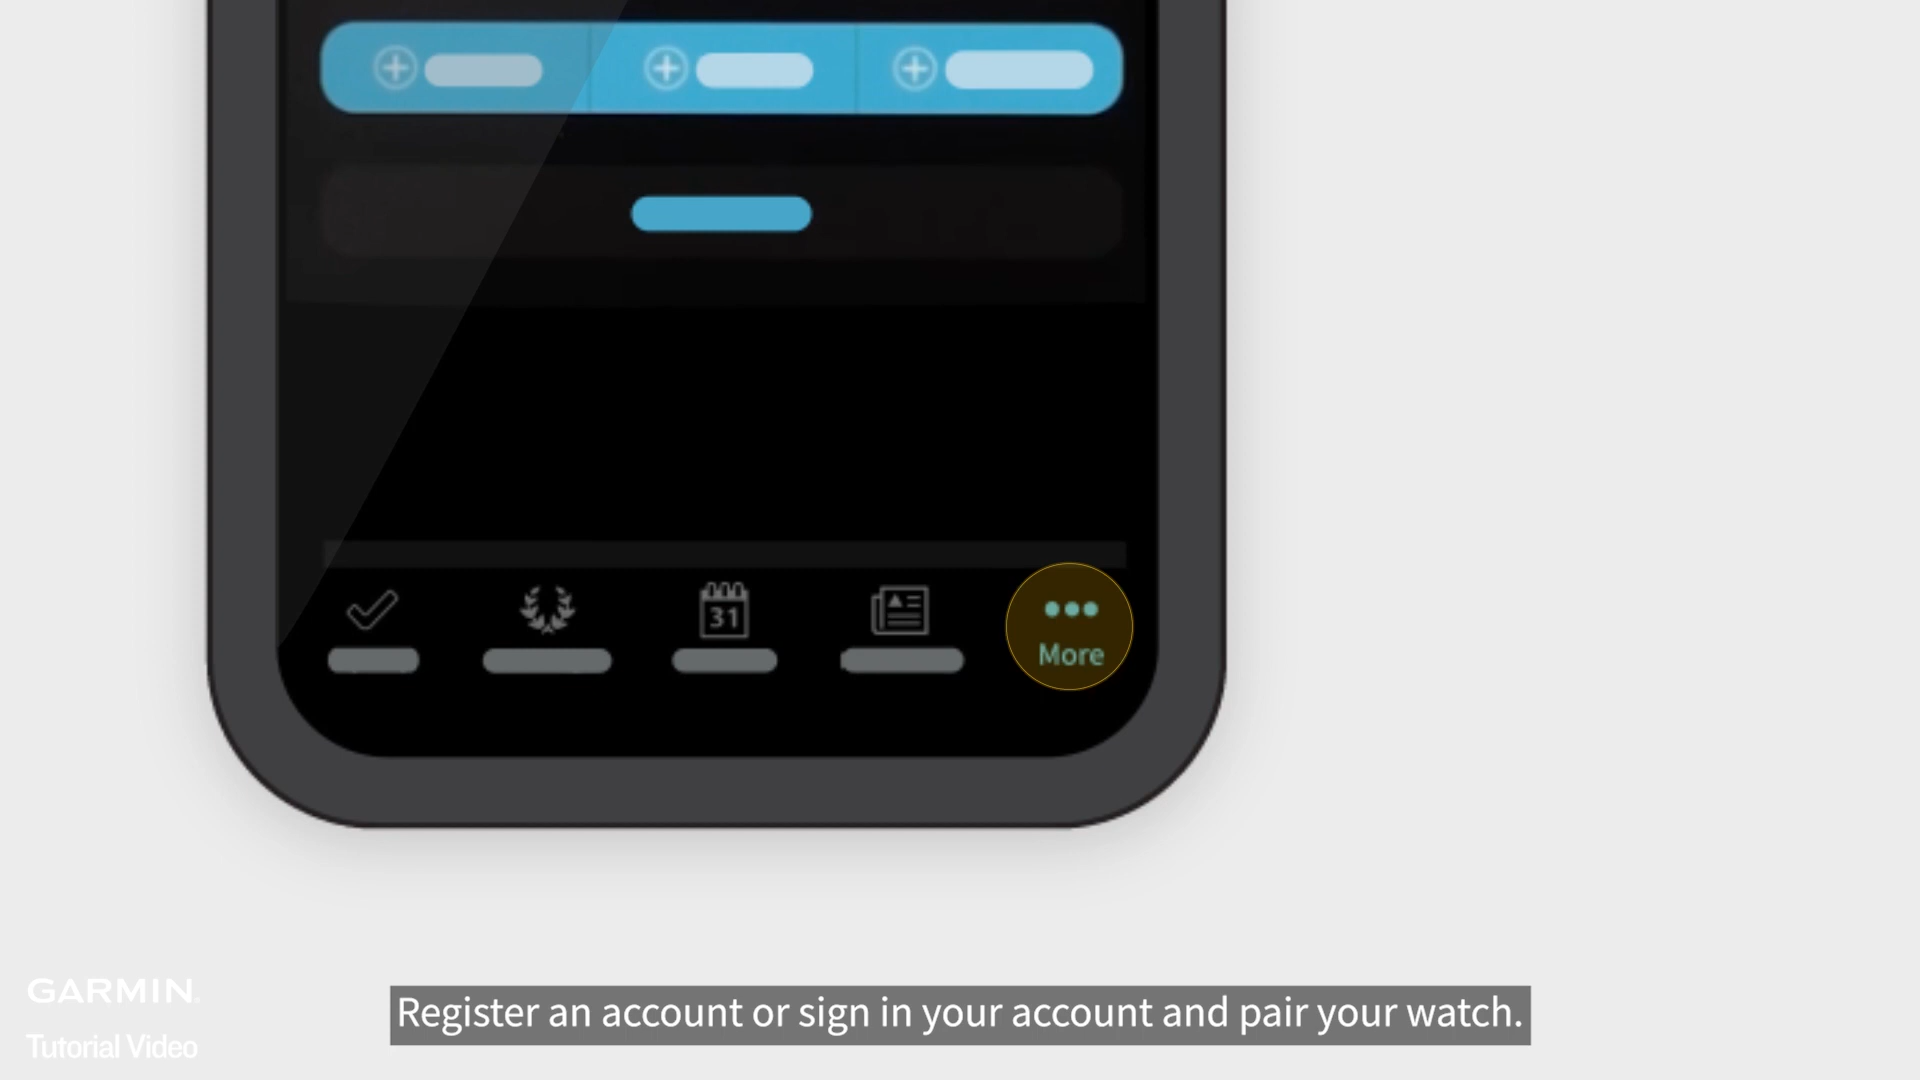 31
More
GARMIN.
Tutorial Video
Register an account or sign in your account and pair your watch.